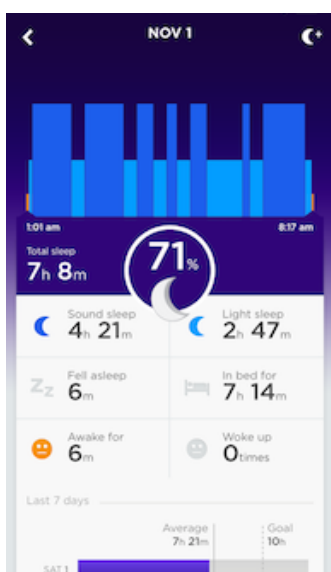 NOV 1
1:01 am 8:17 am
Total sleep
7h 8m
71%
Sound sleep
4h 21m
Light sleep
2h 47m
Zzz
Fell asleep
6m
In bed for
7h 14m
Awake for
6m
Woke up
0times
Last 7 days
Average
7h 21m
Goal
10h
SAT 1